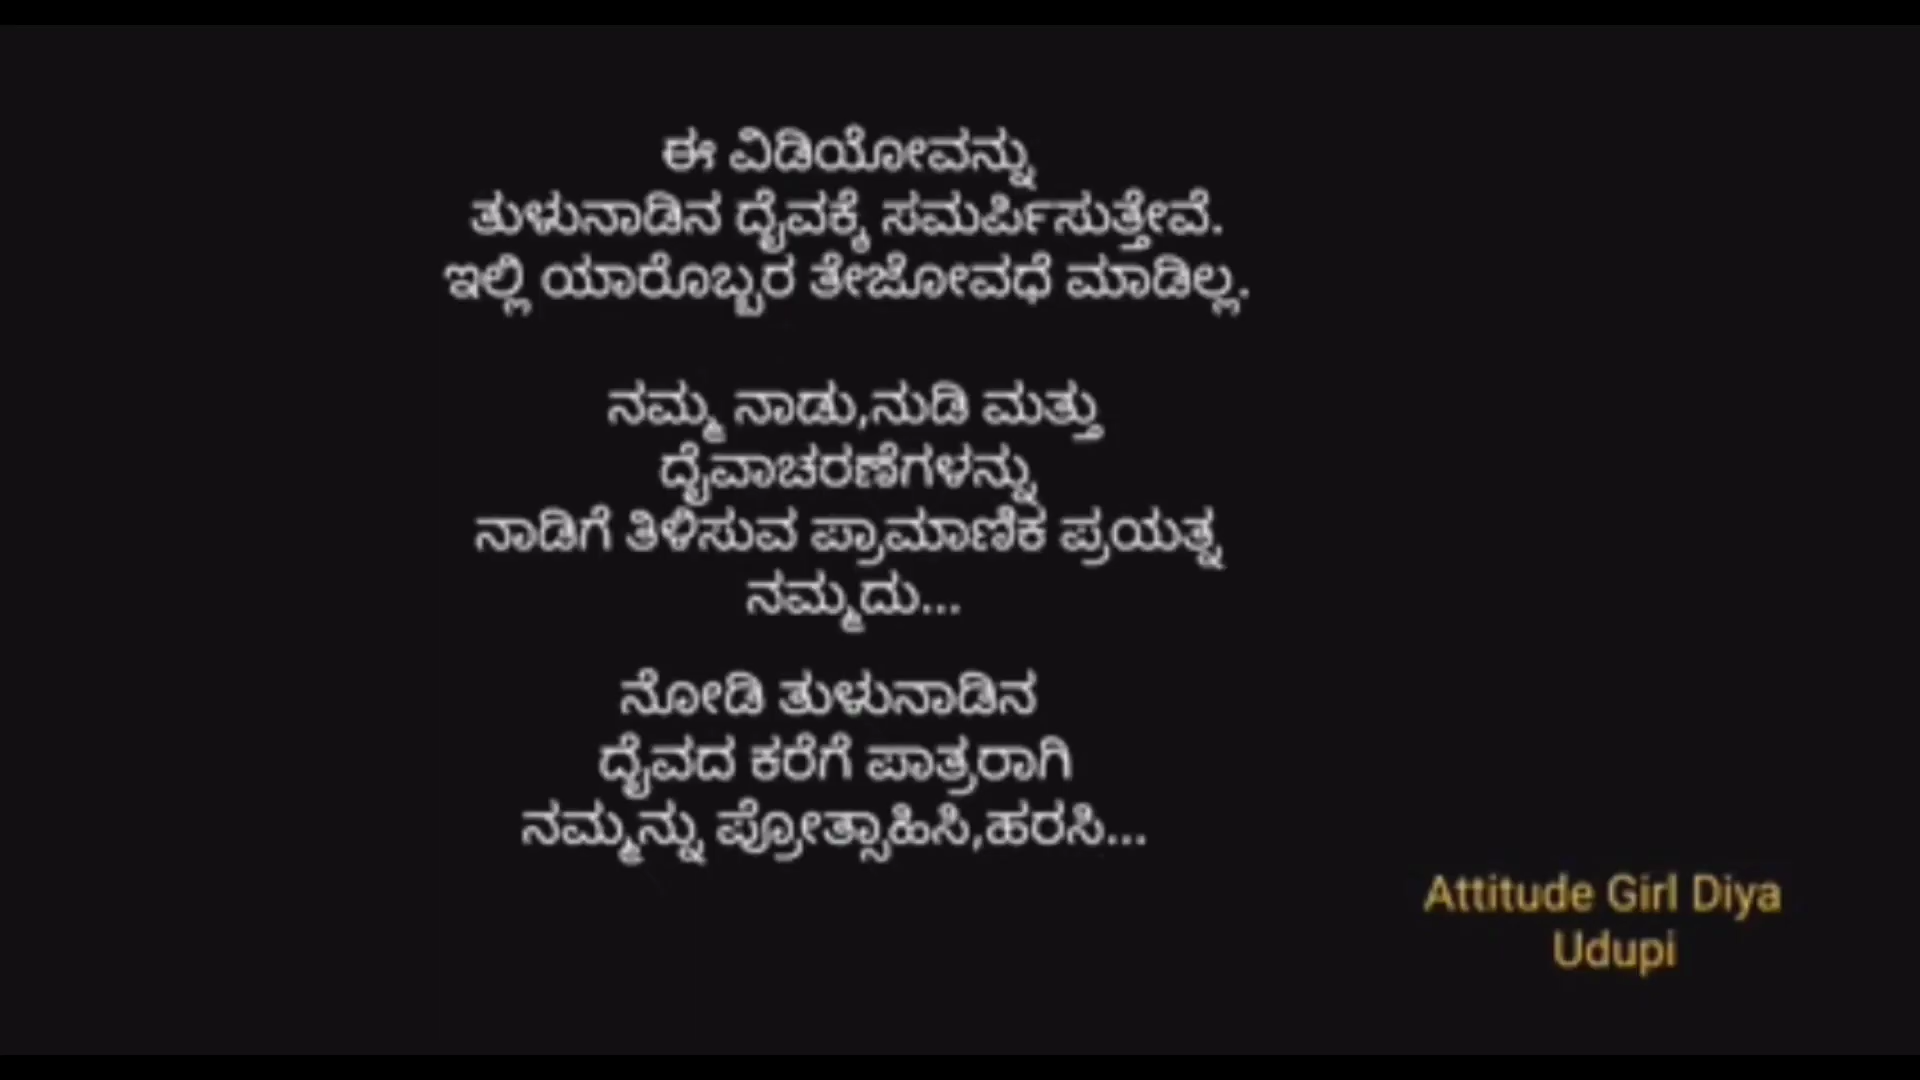 ಈ ವಿಡಿಯೋವನ್ನು
ತುಳುನಾಡಿನ ದೈವಕ್ಕೆ ಸಮರ್ಪಿಸುತ್ತೇವೆ.
ಇಲ್ಲಿ ಯಾರೊಬ್ಬರ ತೇಜೋವಧೆ ಮಾಡಿಲ್ಲ.
ನಮ್ಮ ನಾಡು,ನುಡಿ ಮತ್ತು
ದೈವಾಚರಣೆಗಳನ್ನು
ನಾಡಿಗೆ ತಿಳಿಸುವ ಪ್ರಾಮಾಣಿಕ ಪ್ರಯತ್ನ
ನಮ್ಮದು...
ನೋಡಿ ತುಳುನಾಡಿನ
ದೈವದ ಕರೆಗೆ ಪಾತ್ರರಾಗಿ
ನಮ್ಮನ್ನು ಪ್ರೋತ್ಸಾಹಿಸಿ,ಹರಸಿ...
Attitude Girl Diya
Udupi